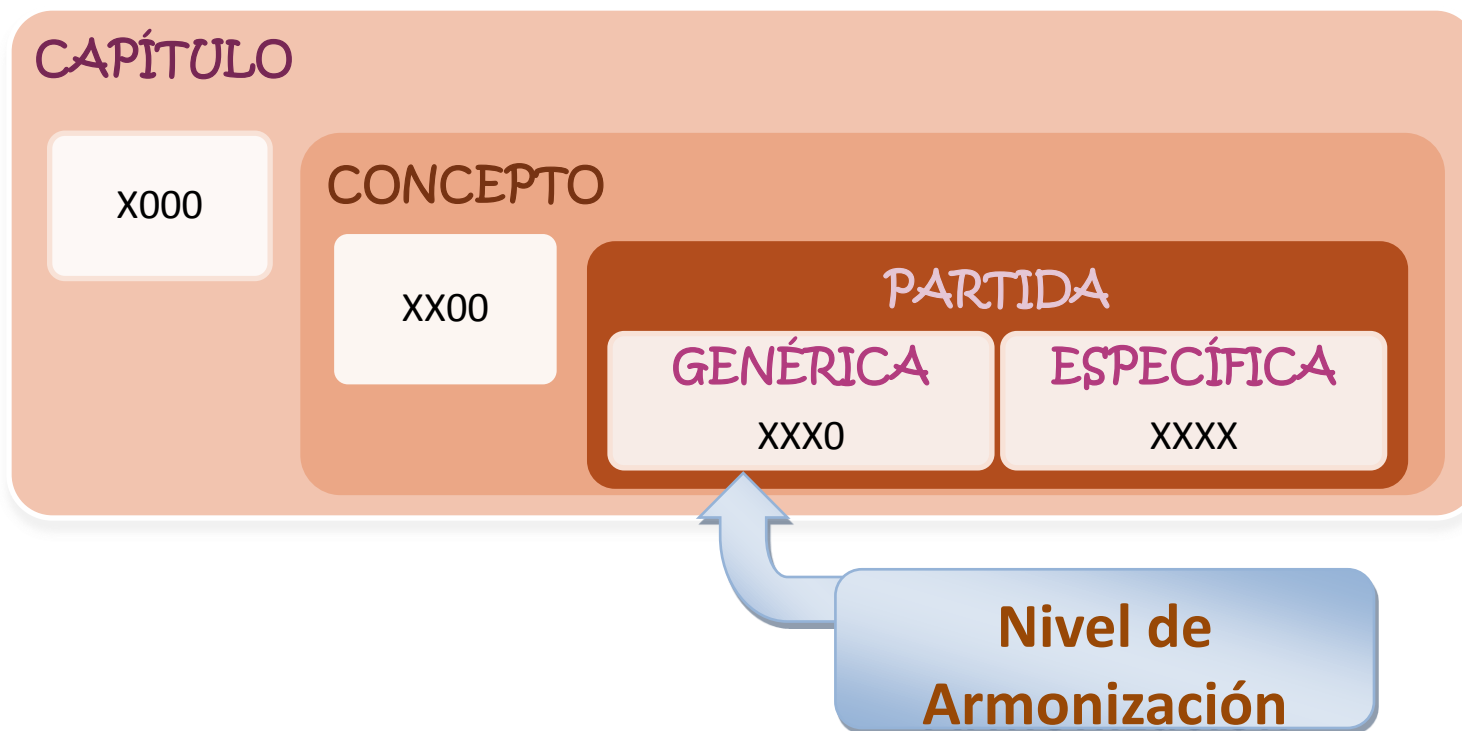 CAPÍTULO
X000
CONCEPTO
XX00
PARTIDA
GENÉRICA
XXX0
ESPECÍFICA
XXXX
Nivel de
Armonización